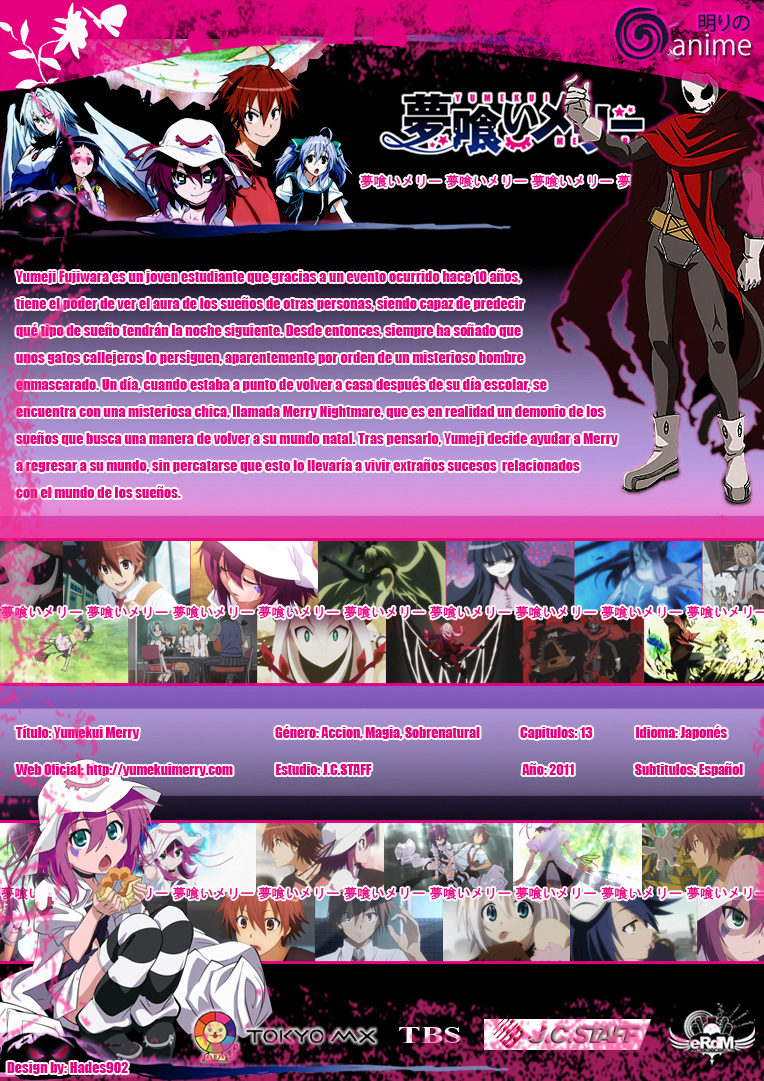 明りの
anime
YUMEKUI
夢喰いメリー
夢喰いメリー 夢喰いメリー 夢喰いメリー 夢
Yumeji Fujiwara es un joven estudiante que gracias a un evento ocurrido hace 10 años,
tiene el poder de ver el aura de los sueños de otras personas, siendo capaz de predecir
qué tipo de sueño tendrán la noche siguiente. Desde entonces, siempre ha soñado que
unos gatos callejeros lo persiguen, aparentemente por orden de un misterioso hombre
enmascarado. Un día, cuando estaba a punto de volver a casa después de su día escolar, se
encuentra con una misteriosa chica, llamada Merry Nightmare, que es en realidad un demonio de los
sueños que busca una manera de volver a su mundo natal. Tras pensarlo, Yumeji decide ayudar a Merry
a regresar a su mundo, sin percatarse que esto lo llevaría a vivir extraños sucesos relacionados
con el mundo de los sueños.
夢喰いメリー 夢喰いメリー 夢喰いメリー 夢喰いメリー 夢喰いメリー 夢喰いメリー 夢喰いメリー 夢喰いメリー 夢喰いメリー
Título: Yumekui Merry Género: Accion, Magia, Sobrenatural Capitulos: 13 Idioma: Japonés
Web Oficial: http://yumekuimerry.com Estudio: J.C.STAFF Año: 2011 Subtitulos: Español
夢い リー 夢喰いメリー 夢喰いメリー 夢喰いメリー 夢喰いメリー 夢喰いメリー 夢喰いメリー 夢喰いメリー
TOKYO MX TBS J.C.STAFF eRdM
Design by: Hades902